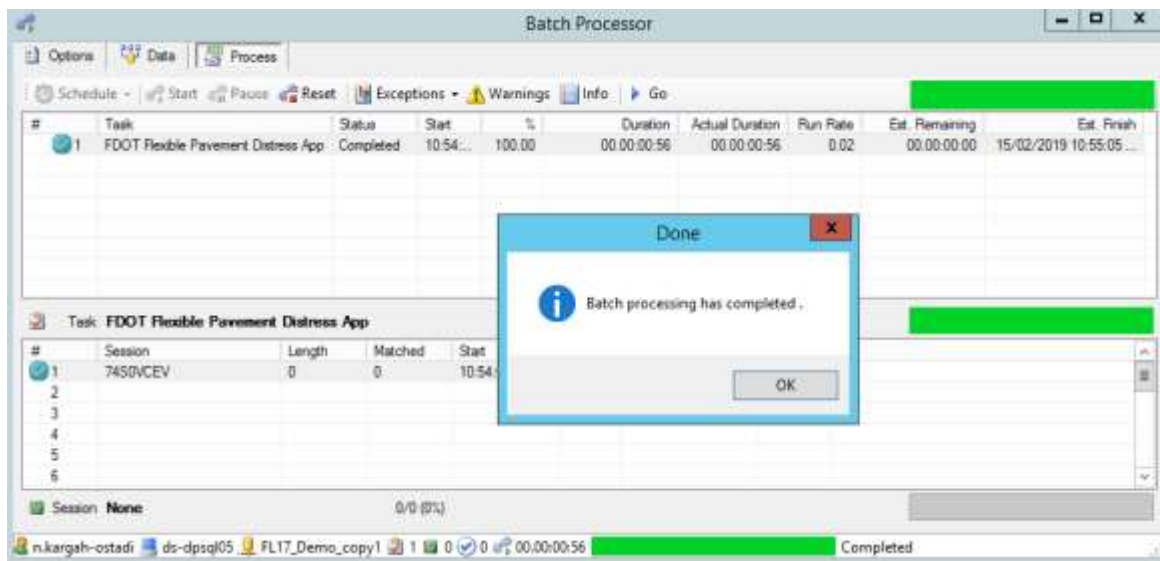 Batch Processor
Options Data Process
Schedule Start Pause Reset Exceptions Warnings Info Go
# Task Status Start % Duration Actual Duration Run Rate Est. Remaining Est. Finish
1 FDOT Flexible Pavement Distress App Completed 10:54:... 100.00 00.00:00:56 00.00:00:56 0.02 00.00:00:00 15/02/2019 10:55:05 ...
Done
Batch processing has completed .
OK
Task FDOT Flexible Pavement Distress App
# Session Length Matched Start
1 7450VCEV 0 0 10:54:
2
3
4
5
6
Session None 0/0 (0%)
n.kargah-ostadi ds-dpsql05 FL17_Demo_copy1 1 0 0 00.00:00:56 Completed